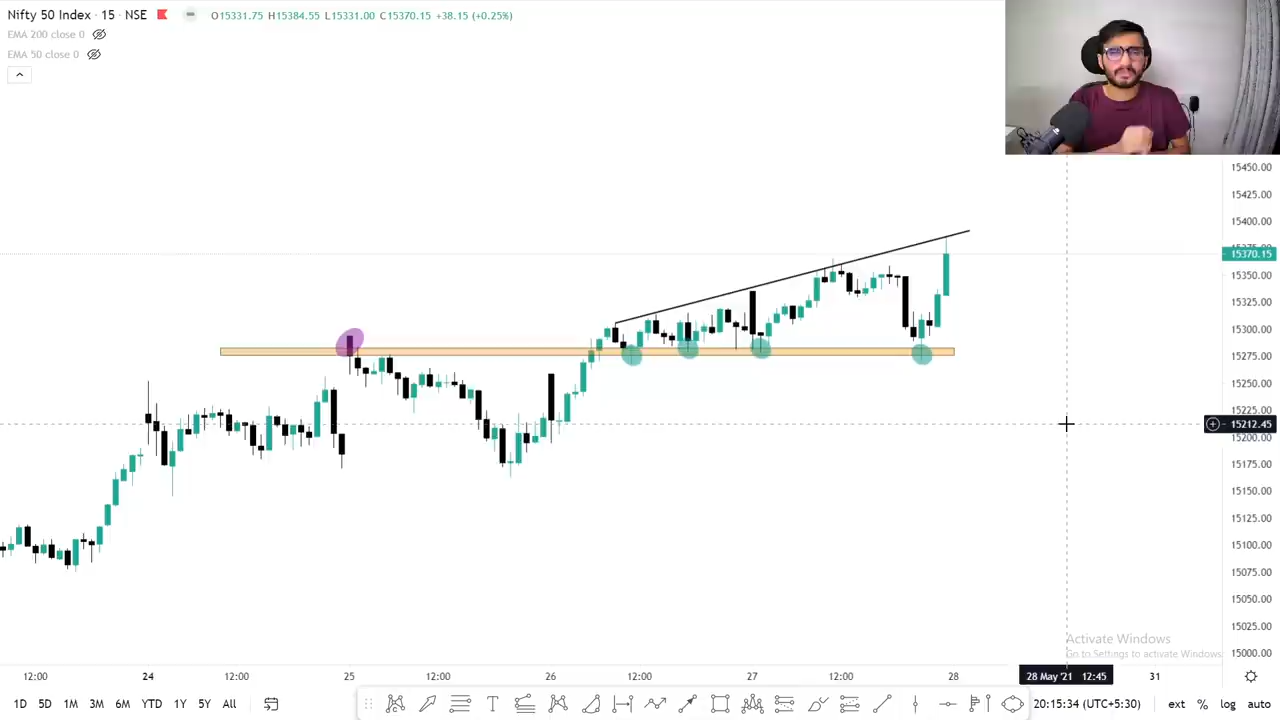 Nifty 50 Index · 15 · NSE O15331.75 H15384.55 L15331.00 C15370.15 +38.15 (+0.25%)
EMA 200 close 0
EMA 50 close 0
15450.00
15425.00
15400.00
15370.15
15350.00
15325.00
15300.00
15275.00
15250.00
15225.00
15212.45
15200.00
15175.00
15150.00
15125.00
15100.00
15075.00
15050.00
15025.00
15000.00
Activate Windows
Go to Settings to activate Windows.
12:00 24 12:00 25 12:00 26 12:00 27 12:00 28 28 May '21 12:45 31
1D 5D 1M 3M 6M YTD 1Y 5Y All 20:15:34 (UTC+5:30) ext % log auto